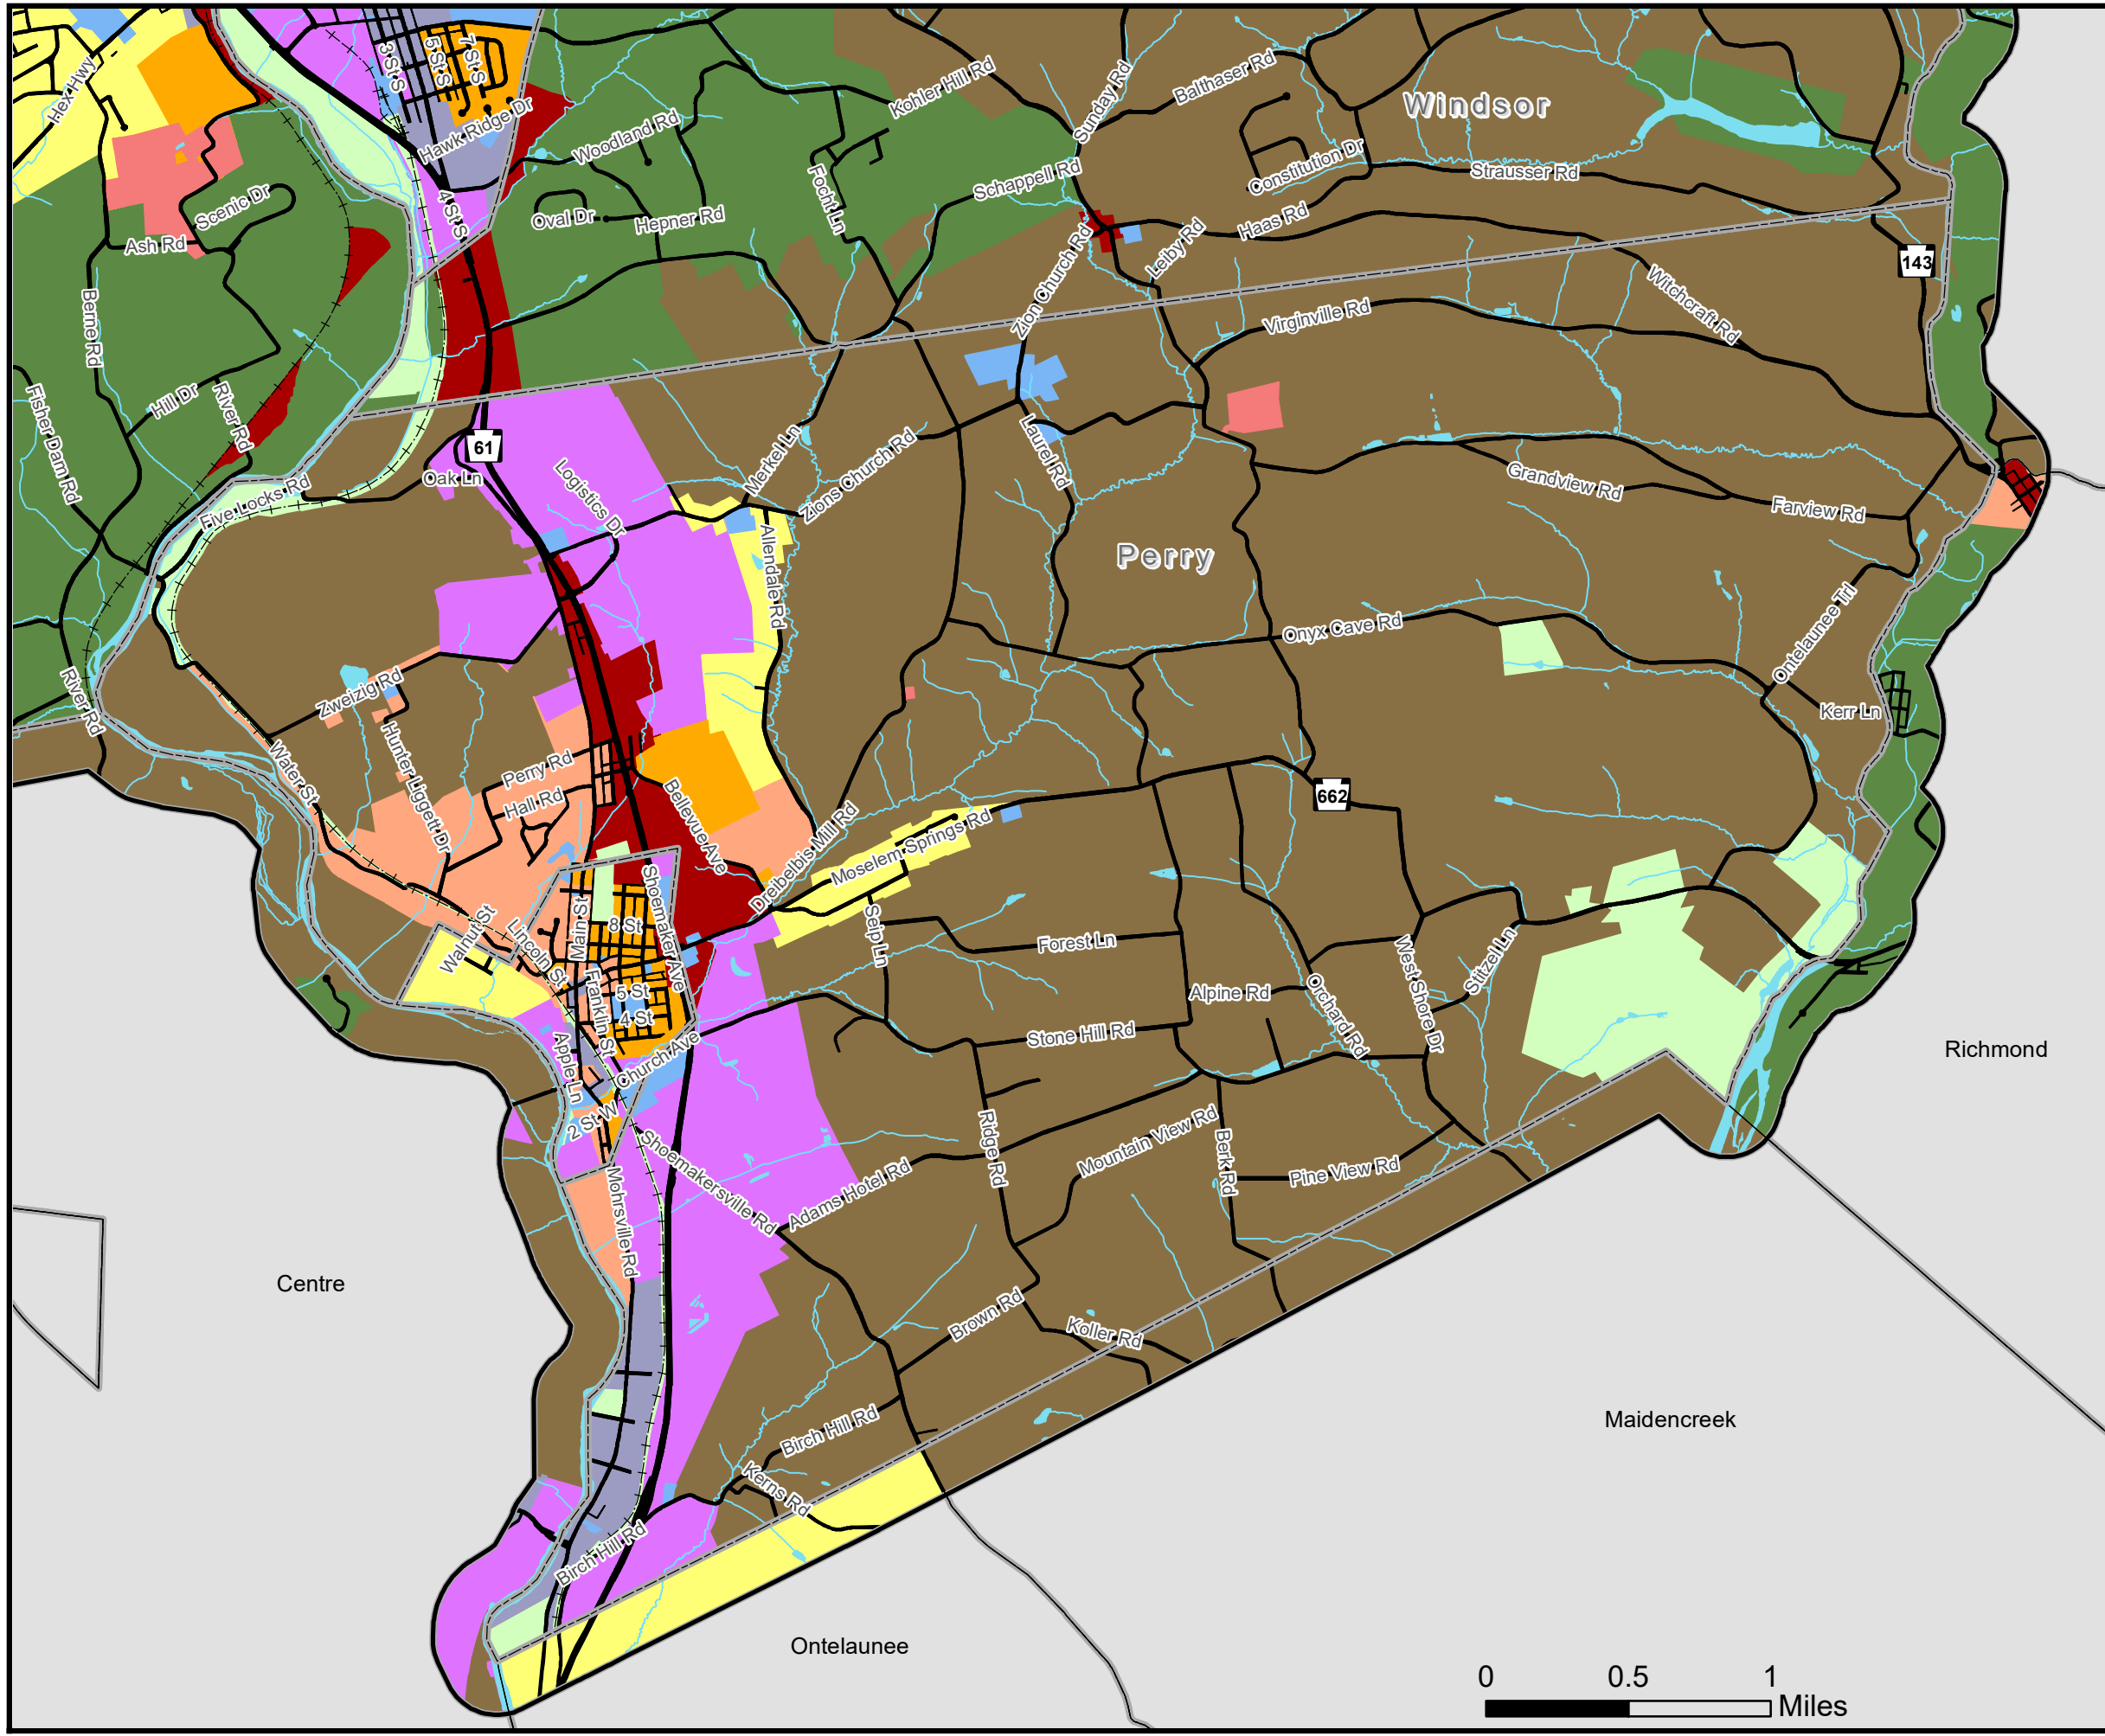 Hex Hwy
3 St S
5 St S
7 St S
Hawk Ridge Dr
Woodland Rd
Kohler Hill Rd
Sunday Rd
Balthaser Rd
Windsor
Constitution Dr
Strausser Rd
Schappell Rd
Focht Ln
Scenic Dr
Ash Rd
4 St S
Oval Dr
Hepner Rd
Haas Rd
Leiby Rd
Zion Church Rd
143
Witchcraft Rd
Virginville Rd
Berne Rd
Hill Dr
River Rd
Fisher Dam Rd
61
Oak Ln
Logistics Dr
Merkel Ln
Zions Church Rd
Laurel Rd
Grandview Rd
Farview Rd
Five Locks Rd
Allendale Rd
Perry
Onyx Cave Rd
Ontelaunee Trl
Kerr Ln
River Rd
Zweizig Rd
Hunter Liggett Dr
Water St
Perry Rd
Hall Rd
Bellevue Ave
Dreibelbis Mill Rd
Moselem Springs Rd
662
Shoemaker Ave
Main St
8 St
Walnut St
Lincoln St
Franklin St
5 St
4 St
Seip Ln
Forest Ln
Alpine Rd
Orchard Rd
West Shore Dr
Stitzel Ln
Stone Hill Rd
Apple Ln
Church Ave
2 St W
Richmond
Shoemakersville Rd
Mohrsville Rd
Adams Hotel Rd
Ridge Rd
Mountain View Rd
Berk Rd
Pine View Rd
Centre
Brown Rd
Koller Rd
Birch Hill Rd
Kerns Rd
Birch Hill Rd
Maidencreek
Ontelaunee
0 0.5 1
Miles